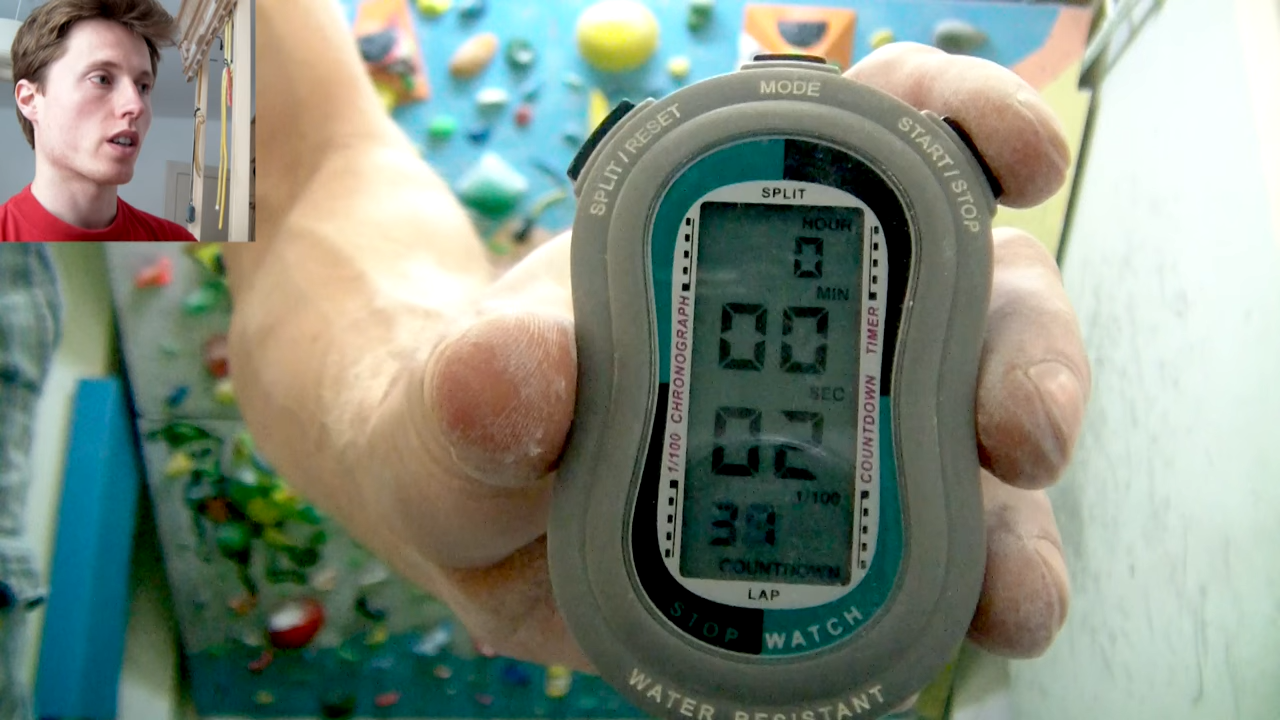 MODE
SPLIT / RESET
START / STOP
SPLIT
HOUR
0
MIN
00
SEC
02
1/100
COUNTDOWN
1/100 CHRONOGRAPH
COUNTDOWN TIMER
LAP
STOP WATCH
WATER RESISTANT